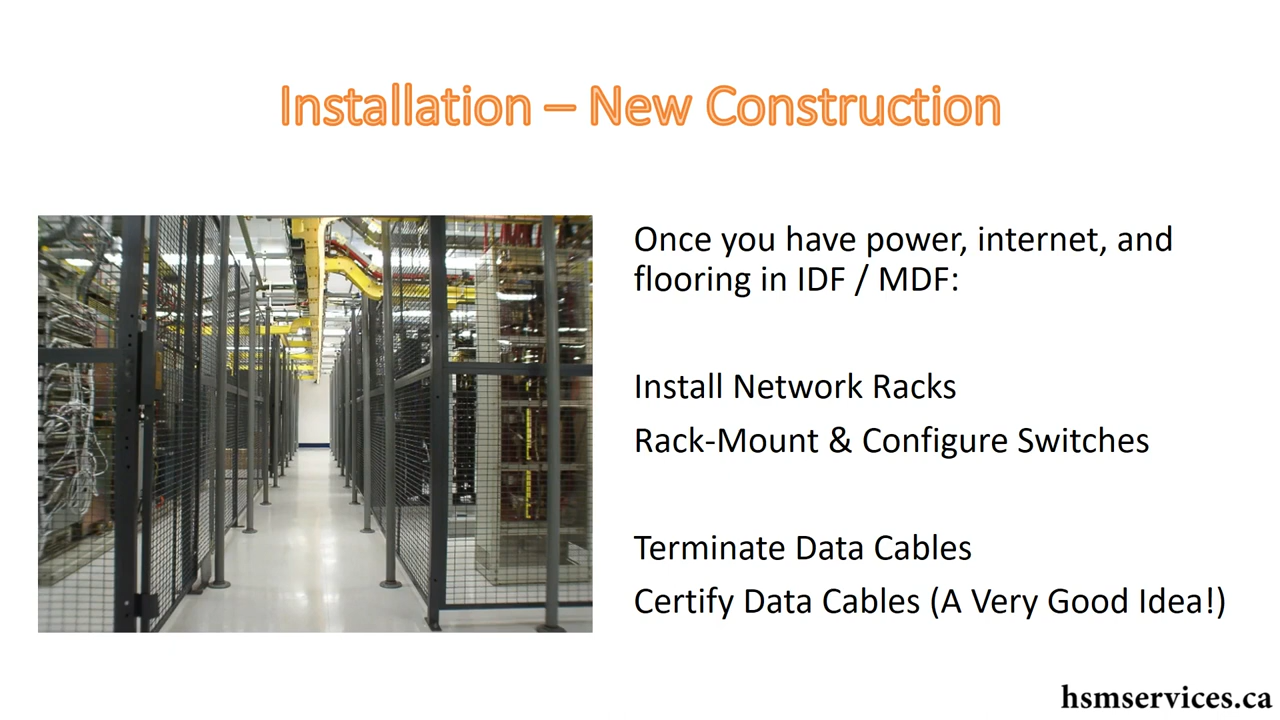 Installation – New Construction
Once you have power, internet, and
flooring in IDF / MDF:
Install Network Racks
Rack-Mount & Configure Switches
Terminate Data Cables
Certify Data Cables (A Very Good Idea!)
hsmservices.ca